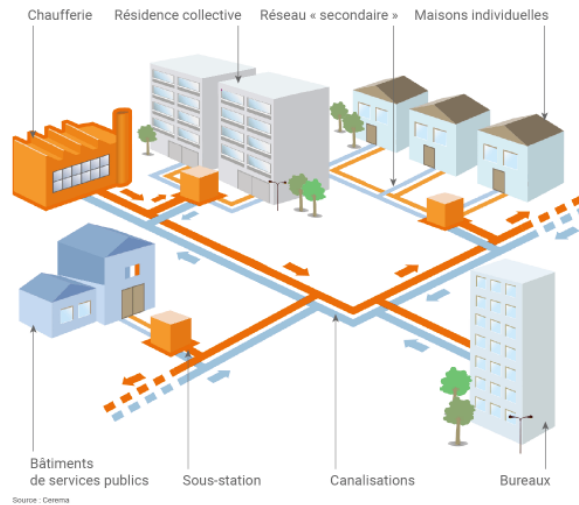 Chaufferie
Résidence collective
Réseau « secondaire »
Maisons individuelles
Bâtiments
de services publics
Sous-station
Canalisations
Bureaux
Source : Cerema